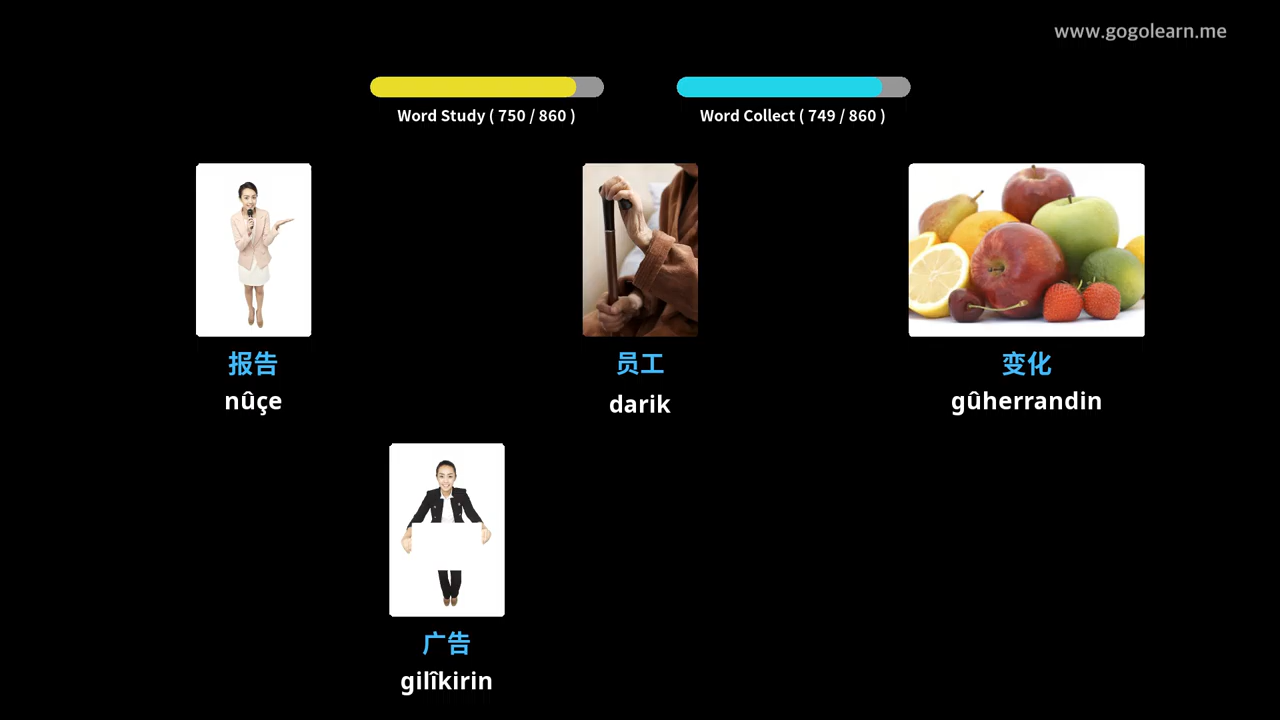 www.gogolearn.me
Word Study ( 750 / 860 )
Word Collect ( 749 / 860 )
报告
nûçe
员工
darik
变化
gûherrandin
广告
gilîkirin